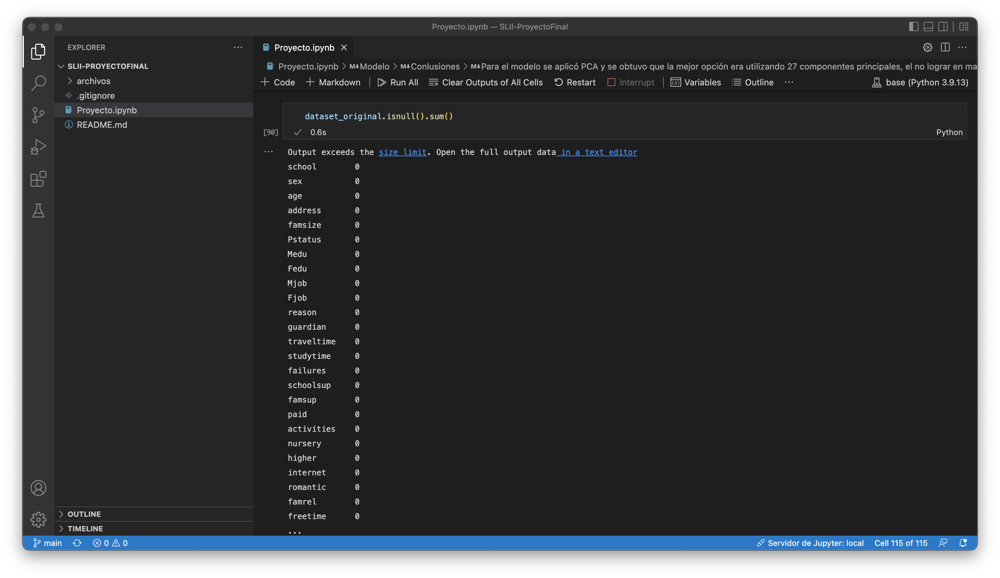 Proyecto.ipynb — SLII-ProyectoFinal
EXPLORER
SLII-PROYECTOFINAL
archivos
.gitignore
Proyecto.ipynb
README.md
OUTLINE
TIMELINE
Proyecto.ipynb
Proyecto.ipynb > M↓Modelo > M↓Conlusiones > M↓Para el modelo se aplicó PCA y se obtuvo que la mejor opción era utilizando 27 componentes principales, el no lograr en ma
+ Code + Markdown | Run All Clear Outputs of All Cells Restart Interrupt | Variables Outline ··· base (Python 3.9.13)
dataset_original.isnull().sum()
[90] ✓ 0.6s Python
Output exceeds the size limit. Open the full output data in a text editor
school 0
sex 0
age 0
address 0
famsize 0
Pstatus 0
Medu 0
Fedu 0
Mjob 0
Fjob 0
reason 0
guardian 0
traveltime 0
studytime 0
failures 0
schoolsup 0
famsup 0
paid 0
activities 0
nursery 0
higher 0
internet 0
romantic 0
famrel 0
freetime 0
...
main 0 0 Servidor de Jupyter: local Cell 115 of 115